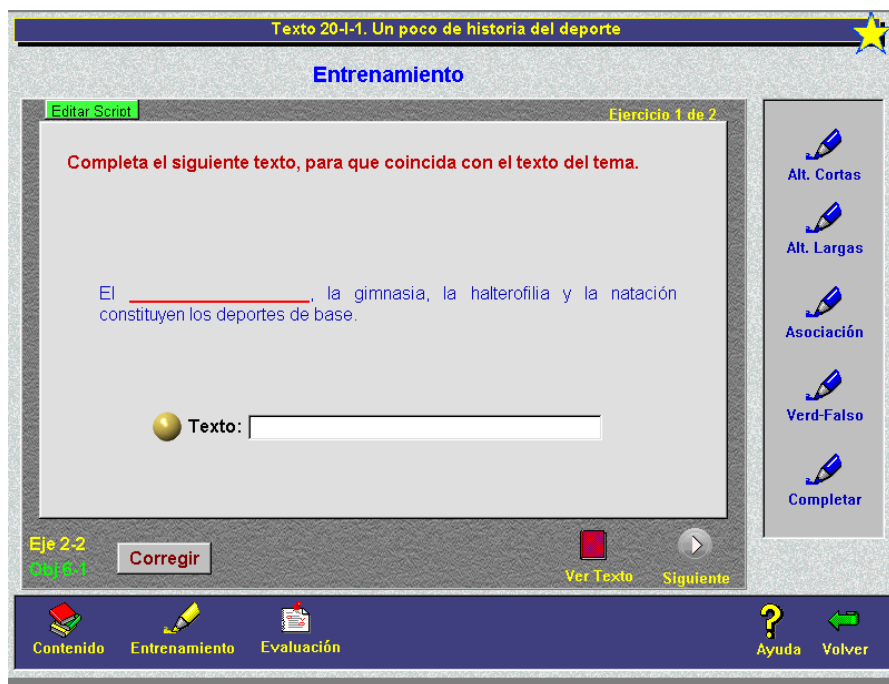 Texto 20-I-1. Un poco de historia del deporte
Entrenamiento
Editar Script
Ejercicio 1 de 2
Completa el siguiente texto, para que coincida con el texto del tema.
El ____________________, la gimnasia, la halterofilia y la natación
constituyen los deportes de base.
Texto:
Eje 2-2
Obj 6-1
Corregir
Ver Texto
Siguiente
Alt. Cortas
Alt. Largas
Asociación
Verd-Falso
Completar
Contenido
Entrenamiento
Evaluación
Ayuda
Volver